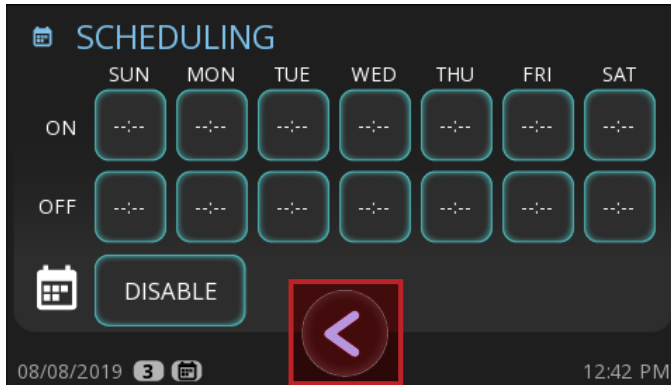 SCHEDULING
SUN MON TUE WED THU FRI SAT
ON --:-- --:-- --:-- --:-- --:-- --:-- --:--
OFF --:-- --:-- --:-- --:-- --:-- --:-- --:--
DISABLE
08/08/2019 3 12:42 PM